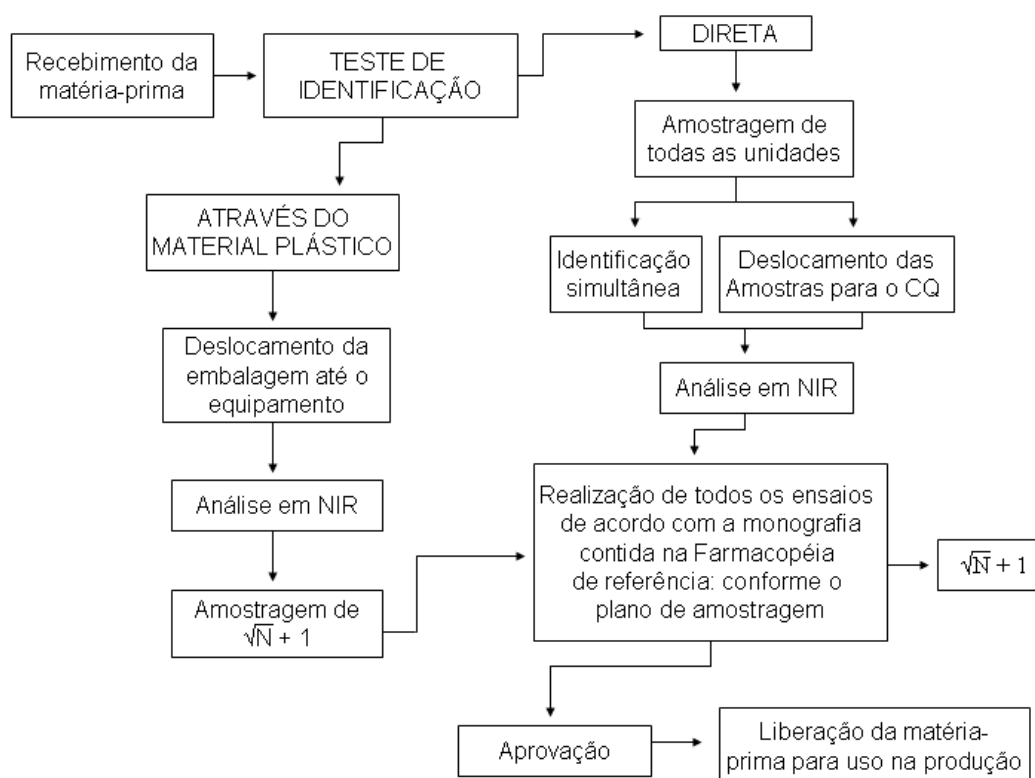 Recebimento da
matéria-prima
TESTE DE
IDENTIFICAÇÃO
DIRETA
Amostragem de
todas as unidades
ATRAVÉS DO
MATERIAL PLÁSTICO
Identificação
simultânea
Deslocamento das
Amostras para o CQ
Deslocamento da
embalagem até o
equipamento
Análise em NIR
Análise em NIR
Amostragem de
√N + 1
Realização de todos os ensaios
de acordo com a monografia
contida na Farmacopéia
de referência: conforme o
plano de amostragem
√N + 1
Aprovação
Liberação da matéria-
prima para uso na produção